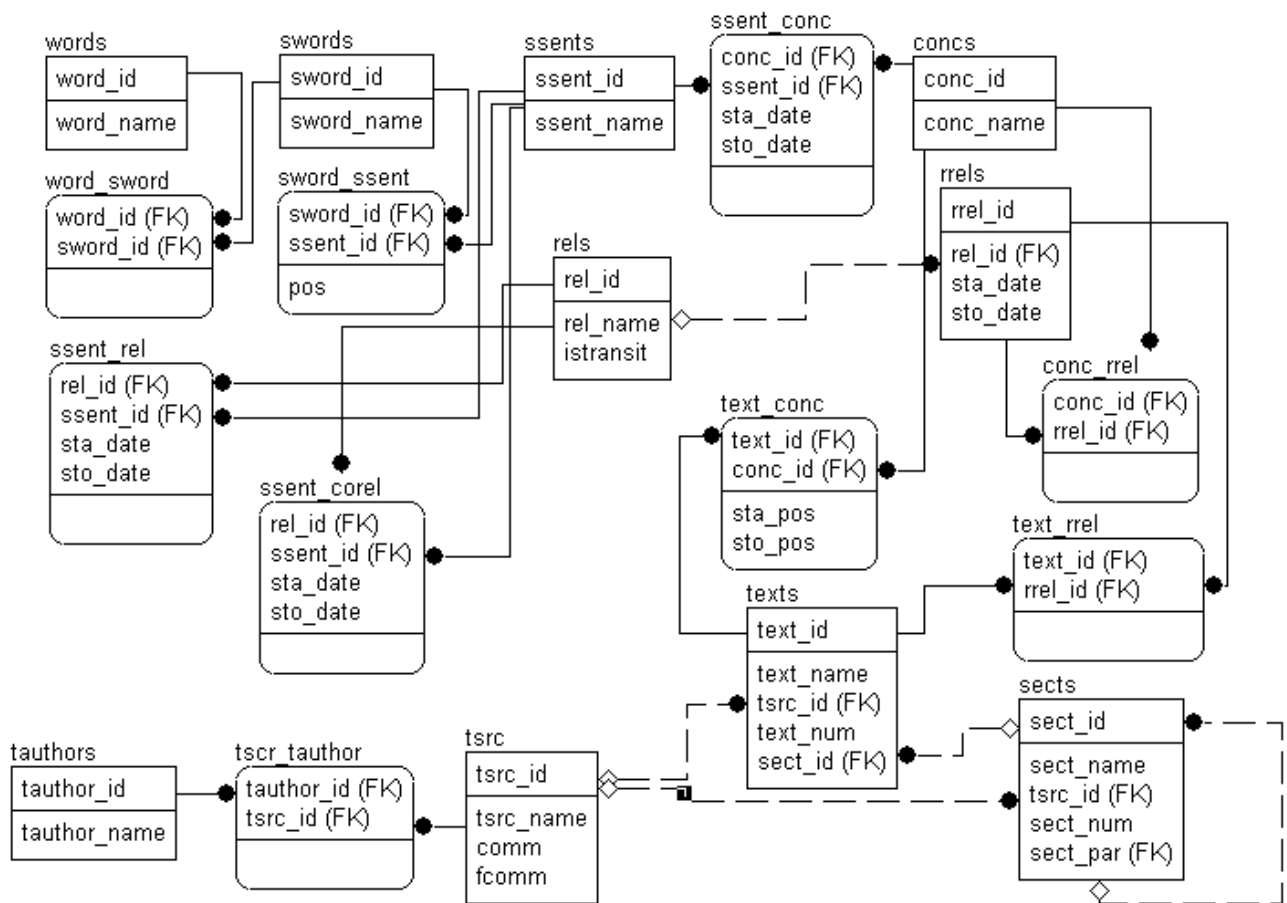 words
word_id
word_name
swords
sword_id
sword_name
ssents
ssent_id
ssent_name
ssent_conc
conc_id (FK)
ssent_id (FK)
sta_date
sto_date
concs
conc_id
conc_name
word_sword
word_id (FK)
sword_id (FK)
sword_ssent
sword_id (FK)
ssent_id (FK)
pos
rels
rel_id
rel_name
istransit
rrels
rrel_id
rel_id (FK)
sta_date
sto_date
ssent_rel
rel_id (FK)
ssent_id (FK)
sta_date
sto_date
ssent_corel
rel_id (FK)
ssent_id (FK)
sta_date
sto_date
text_conc
text_id (FK)
conc_id (FK)
sta_pos
sto_pos
conc_rrel
conc_id (FK)
rrel_id (FK)
text_rrel
text_id (FK)
rrel_id (FK)
texts
text_id
text_name
tsrc_id (FK)
text_num
sect_id (FK)
sects
sect_id
sect_name
tsrc_id (FK)
sect_num
sect_par (FK)
tauthors
tauthor_id
tauthor_name
tscr_tauthor
tauthor_id (FK)
tsrc_id (FK)
tsrc
tsrc_id
tsrc_name
comm
fcomm